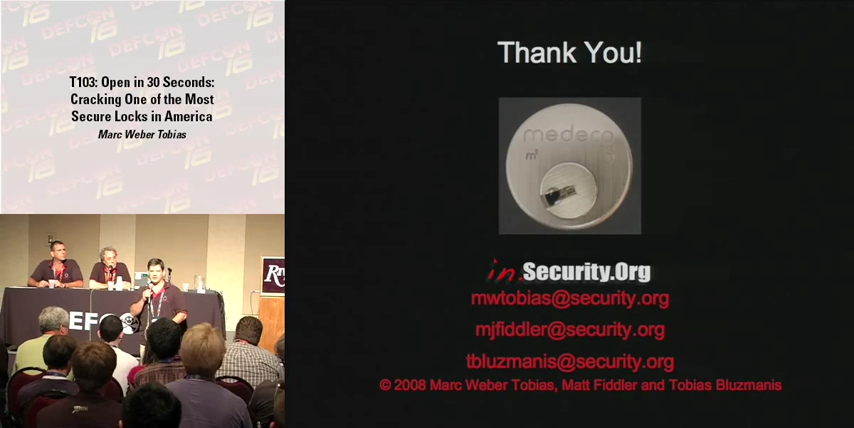 DEFCON
16
T103: Open in 30 Seconds:
Cracking One of the Most
Secure Locks in America
Marc Weber Tobias
Thank You!
medeco
m³
in.Security.Org
mwtobias@security.org
mjfiddler@security.org
tbluzmanis@security.org
© 2008 Marc Weber Tobias, Matt Fiddler and Tobias Bluzmanis